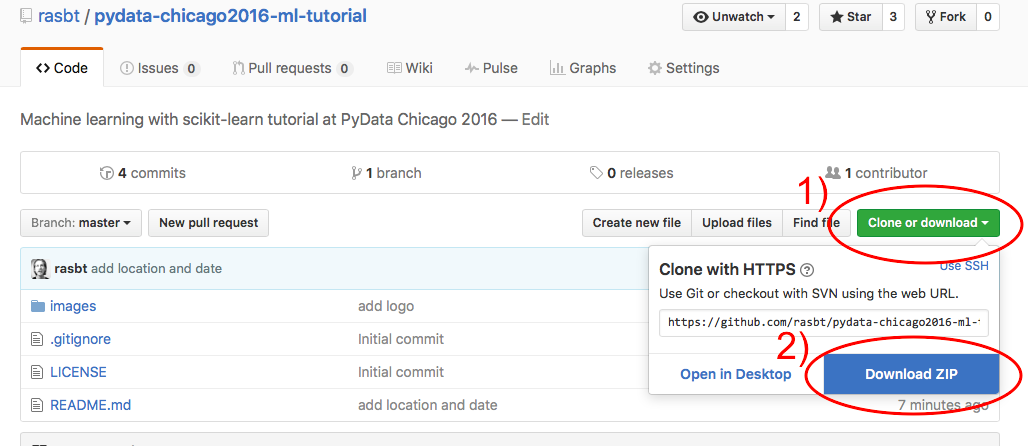 rasbt / pydata-chicago2016-ml-tutorial
Unwatch 2 Star 3 Fork 0
Code Issues 0 Pull requests 0 Wiki Pulse Graphs Settings
Machine learning with scikit-learn tutorial at PyData Chicago 2016 — Edit
4 commits 1 branch 0 releases 1 contributor
1)
Branch: master New pull request Create new file Upload files Find file Clone or download
rasbt add location and date
Clone with HTTPS ? Use SSH
Use Git or checkout with SVN using the web URL.
https://github.com/rasbt/pydata-chicago2016-ml-
images add logo
.gitignore Initial commit
2)
LICENSE Initial commit
Open in Desktop Download ZIP
README.md add location and date 7 minutes ago